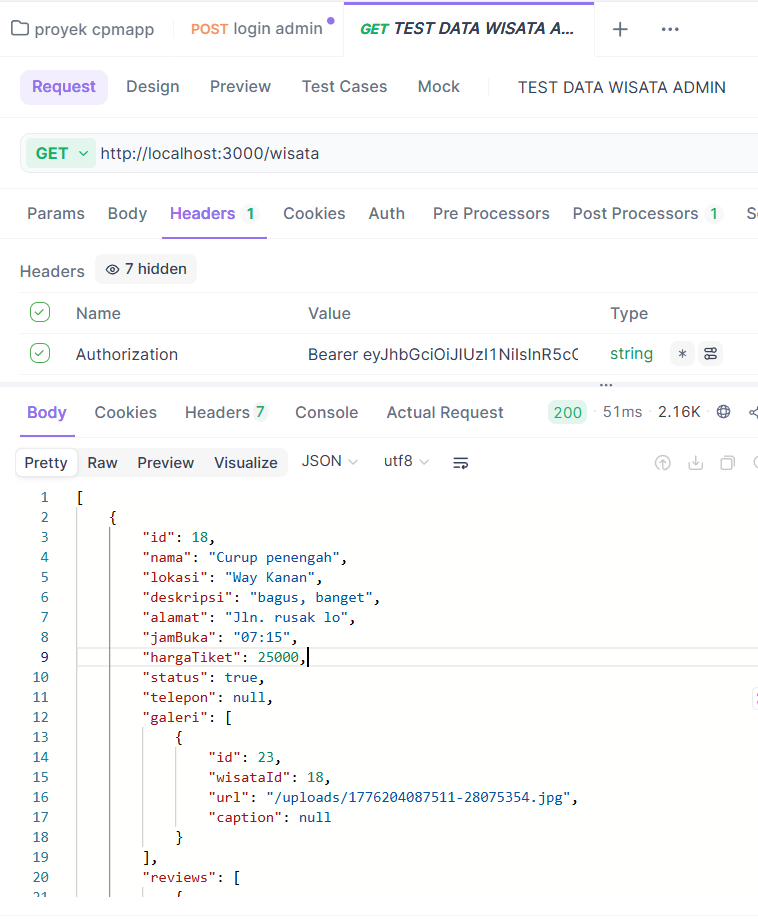 proyek cpmapp POST login admin GET TEST DATA WISATA A...
Request Design Preview Test Cases Mock TEST DATA WISATA ADMIN
GET http://localhost:3000/wisata
Params Body Headers 1 Cookies Auth Pre Processors Post Processors 1
Headers 7 hidden
Name Value Type
Authorization Bearer eyJhbGciOiJIUzI1NiIsInR5cC string *
Body Cookies Headers 7 Console Actual Request 200 · 51ms · 2.16K
Pretty Raw Preview Visualize JSON utf8
1 [
2 {
3 "id": 18,
4 "nama": "Curup penengah",
5 "lokasi": "Way Kanan",
6 "deskripsi": "bagus, banget",
7 "alamat": "Jln. rusak lo",
8 "jamBuka": "07:15",
9 "hargaTiket": 25000,
10 "status": true,
11 "telepon": null,
12 "galeri": [
13 {
14 "id": 23,
15 "wisataId": 18,
16 "url": "/uploads/1776204087511-28075354.jpg",
17 "caption": null
18 }
19 ],
20 "reviews": [
21 {